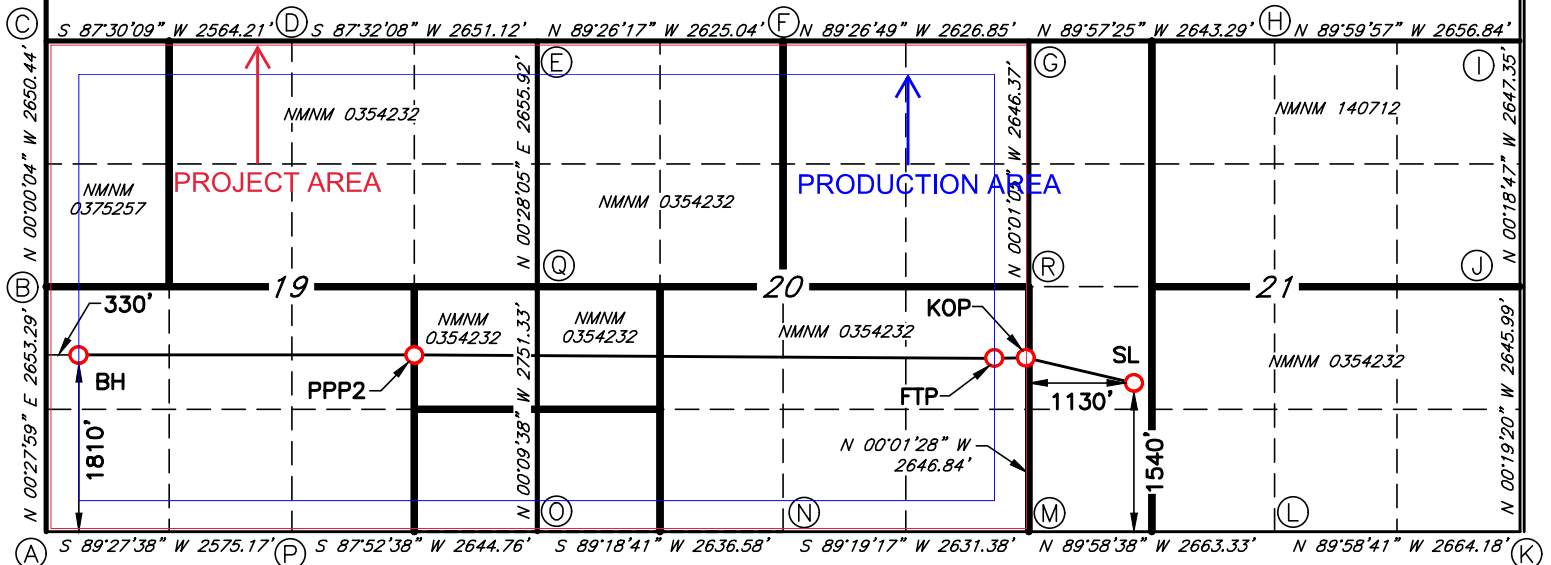 C S 87°30'09" W 2564.21' D S 87°32'08" W 2651.12' N 89°26'17" W 2625.04' F N 89°26'49" W 2626.85' N 89°57'25" W 2643.29' H N 89°59'57" W 2656.84'
E G I
N 00°00'04" W 2650.44'
N 00°28'05" E 2655.92'
N 00°01'03" W 2646.37'
N 00°18'47" W 2647.35'
NMNM 0354232
NMNM 140712
PROJECT AREA
PRODUCTION AREA
NMNM
0375257
NMNM 0354232
Q R J
B 19 20 21
330'
KOP
NMNM
0354232
NMNM
0354232
NMNM 0354232
SL
NMNM 0354232
BH
PPP2
FTP
1130'
N 00°27'59" E 2653.29'
1810'
N 00°09'38" W 2751.33'
N 00°01'28" W
2646.84'
1540'
N 00°19'20" W 2645.99'
O N M L
A S 89°27'38" W 2575.17' P S 87°52'38" W 2644.76' S 89°18'41" W 2636.58' S 89°19'17" W 2631.38' N 89°58'38" W 2663.33' N 89°58'41" W 2664.18' K